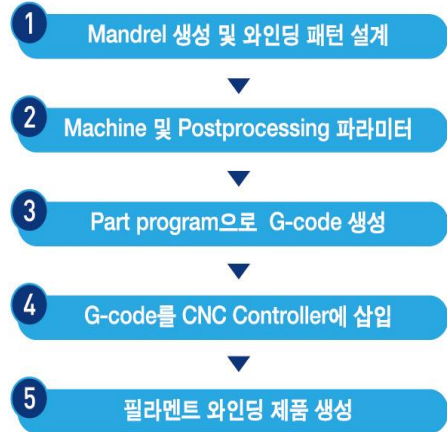 1
Mandrel 생성 및 와인딩 패턴 설계
2
Machine 및 Postprocessing 파라미터
3
Part program으로 G-code 생성
4
G-code를 CNC Controller에 삽입
5
필라멘트 와인딩 제품 생성